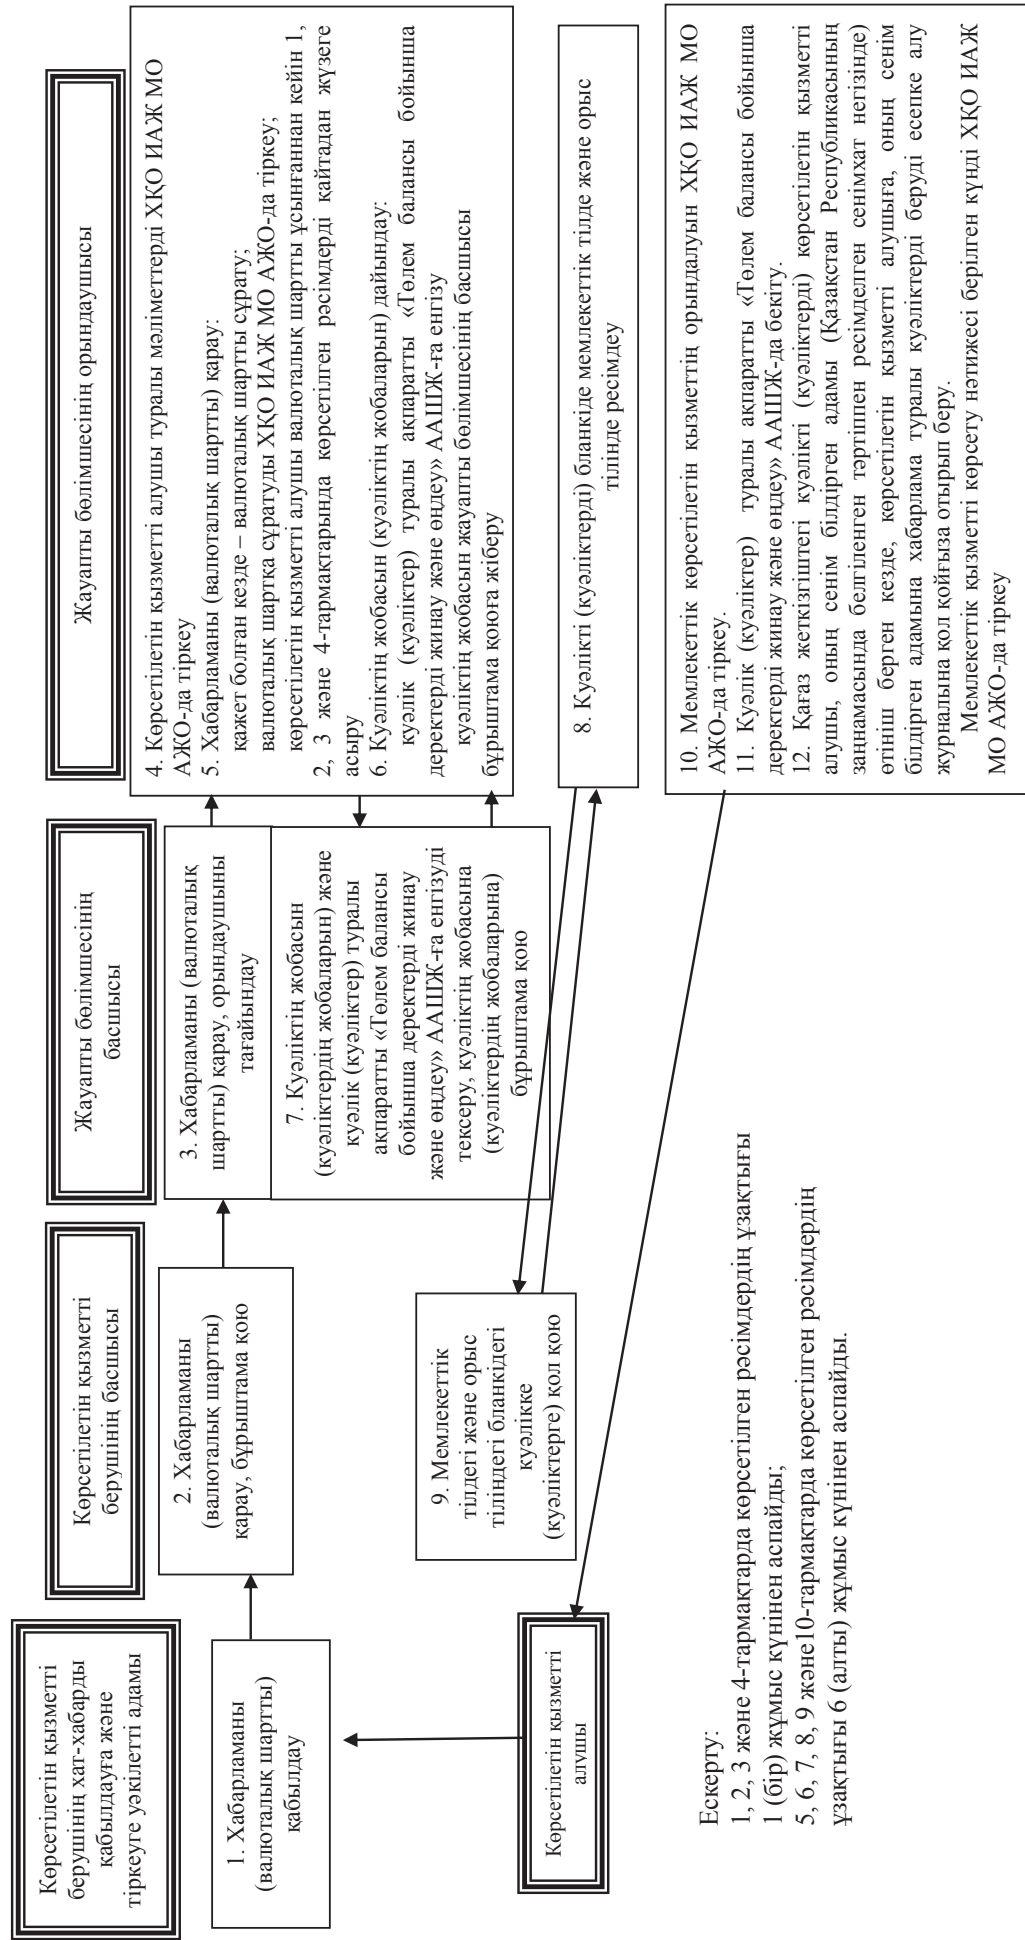 Көрсетілетін қызметті
берушінің хат-хабарды
қабылдауға және
тіркеуге уәкілетті адамы
Көрсетілетін қызметті
берушінің басшысы
Жауапты бөлімшесінің
басшысы
Жауапты бөлімшесінің орындаушысы
1. Хабарламаны
(валюталық шартты)
қабылдау
2. Хабарламаны
(валюталық шартты)
қарау, бұрыштама қою
3. Хабарламаны (валюталық
шартты) қарау, орындаушыны
тағайындау
4. Көрсетілетін қызметті алушы туралы мәліметтерді ХҚО ИАЖ МО
АЖО-да тіркеу
5. Хабарламаны (валюталық шартты) қарау:
қажет болған кезде – валюталық шартты сұрату;
валюталық шартқа сұратуды ХҚО ИАЖ МО АЖО-да тіркеу;
көрсетілетін қызметті алушы валюталық шартты ұсынғаннан кейін 1,
2, 3 және 4-тармақтарында көрсетілген рәсімдерді қайтадан жүзеге
асыру
6. Куәліктің жобасын (куәліктің жобаларын) дайындау:
куәлік (куәліктер) туралы ақпаратты «Төлем балансы бойынша
деректерді жинау және өңдеу» ААШЖ-ға енгізу
куәліктің жобасын жауапты бөлімшесінің басшысы
бұрыштама қоюға жіберу
7. Куәліктің жобасын
(куәліктердің жобаларын) және
куәлік (куәліктер) туралы
ақпаратты «Төлем балансы
бойынша деректерді жинау
және өңдеу» ААШЖ-ға енгізуді
тексеру, куәліктің жобасына
(куәліктердің жобаларына)
бұрыштама қою
8. Куәлікті (куәліктерді) бланкіде мемлекеттік тілде және орыс
тілінде ресімдеу
9. Мемлекеттік
тілдегі және орыс
тіліндегі бланкідегі
куәлікке
(куәліктерге) қол қою
10. Мемлекеттік көрсетілетін қызметтің орындалуын ХҚО ИАЖ МО
АЖО-да тіркеу.
11. Куәлік (куәліктер) туралы ақпаратты «Төлем балансы бойынша
деректерді жинау және өңдеу» ААШЖ-да бекіту.
12. Қағаз жеткізгіштегі куәлікті (куәліктерді) көрсетілетін қызметті
алушы, оның сенім білдірген адамы (Қазақстан Республикасының
заңнамасында белгіленген тәртіппен ресімделген сенімхат негізінде)
өтініш берген кезде, көрсетілетін қызметті алушыға, оның сенім
білдірген адамына хабарлама туралы куәліктерді беруді есепке алу
журналына қол қойғыза отырып беру.
Мемлекеттік қызметті көрсету нәтижесі берілген күнді ХҚО ИАЖ
МО АЖО-да тіркеу
Көрсетілетін қызметті
алушы
Ескерту:
1, 2, 3 және 4-тармақтарда көрсетілген рәсімдердің ұзақтығы
1 (бір) жұмыс күнінен аспайды;
5, 6, 7, 8, 9 және10-тармақтарда көрсетілген рәсімдердің
ұзақтығы 6 (алты) жұмыс күнінен аспайды.